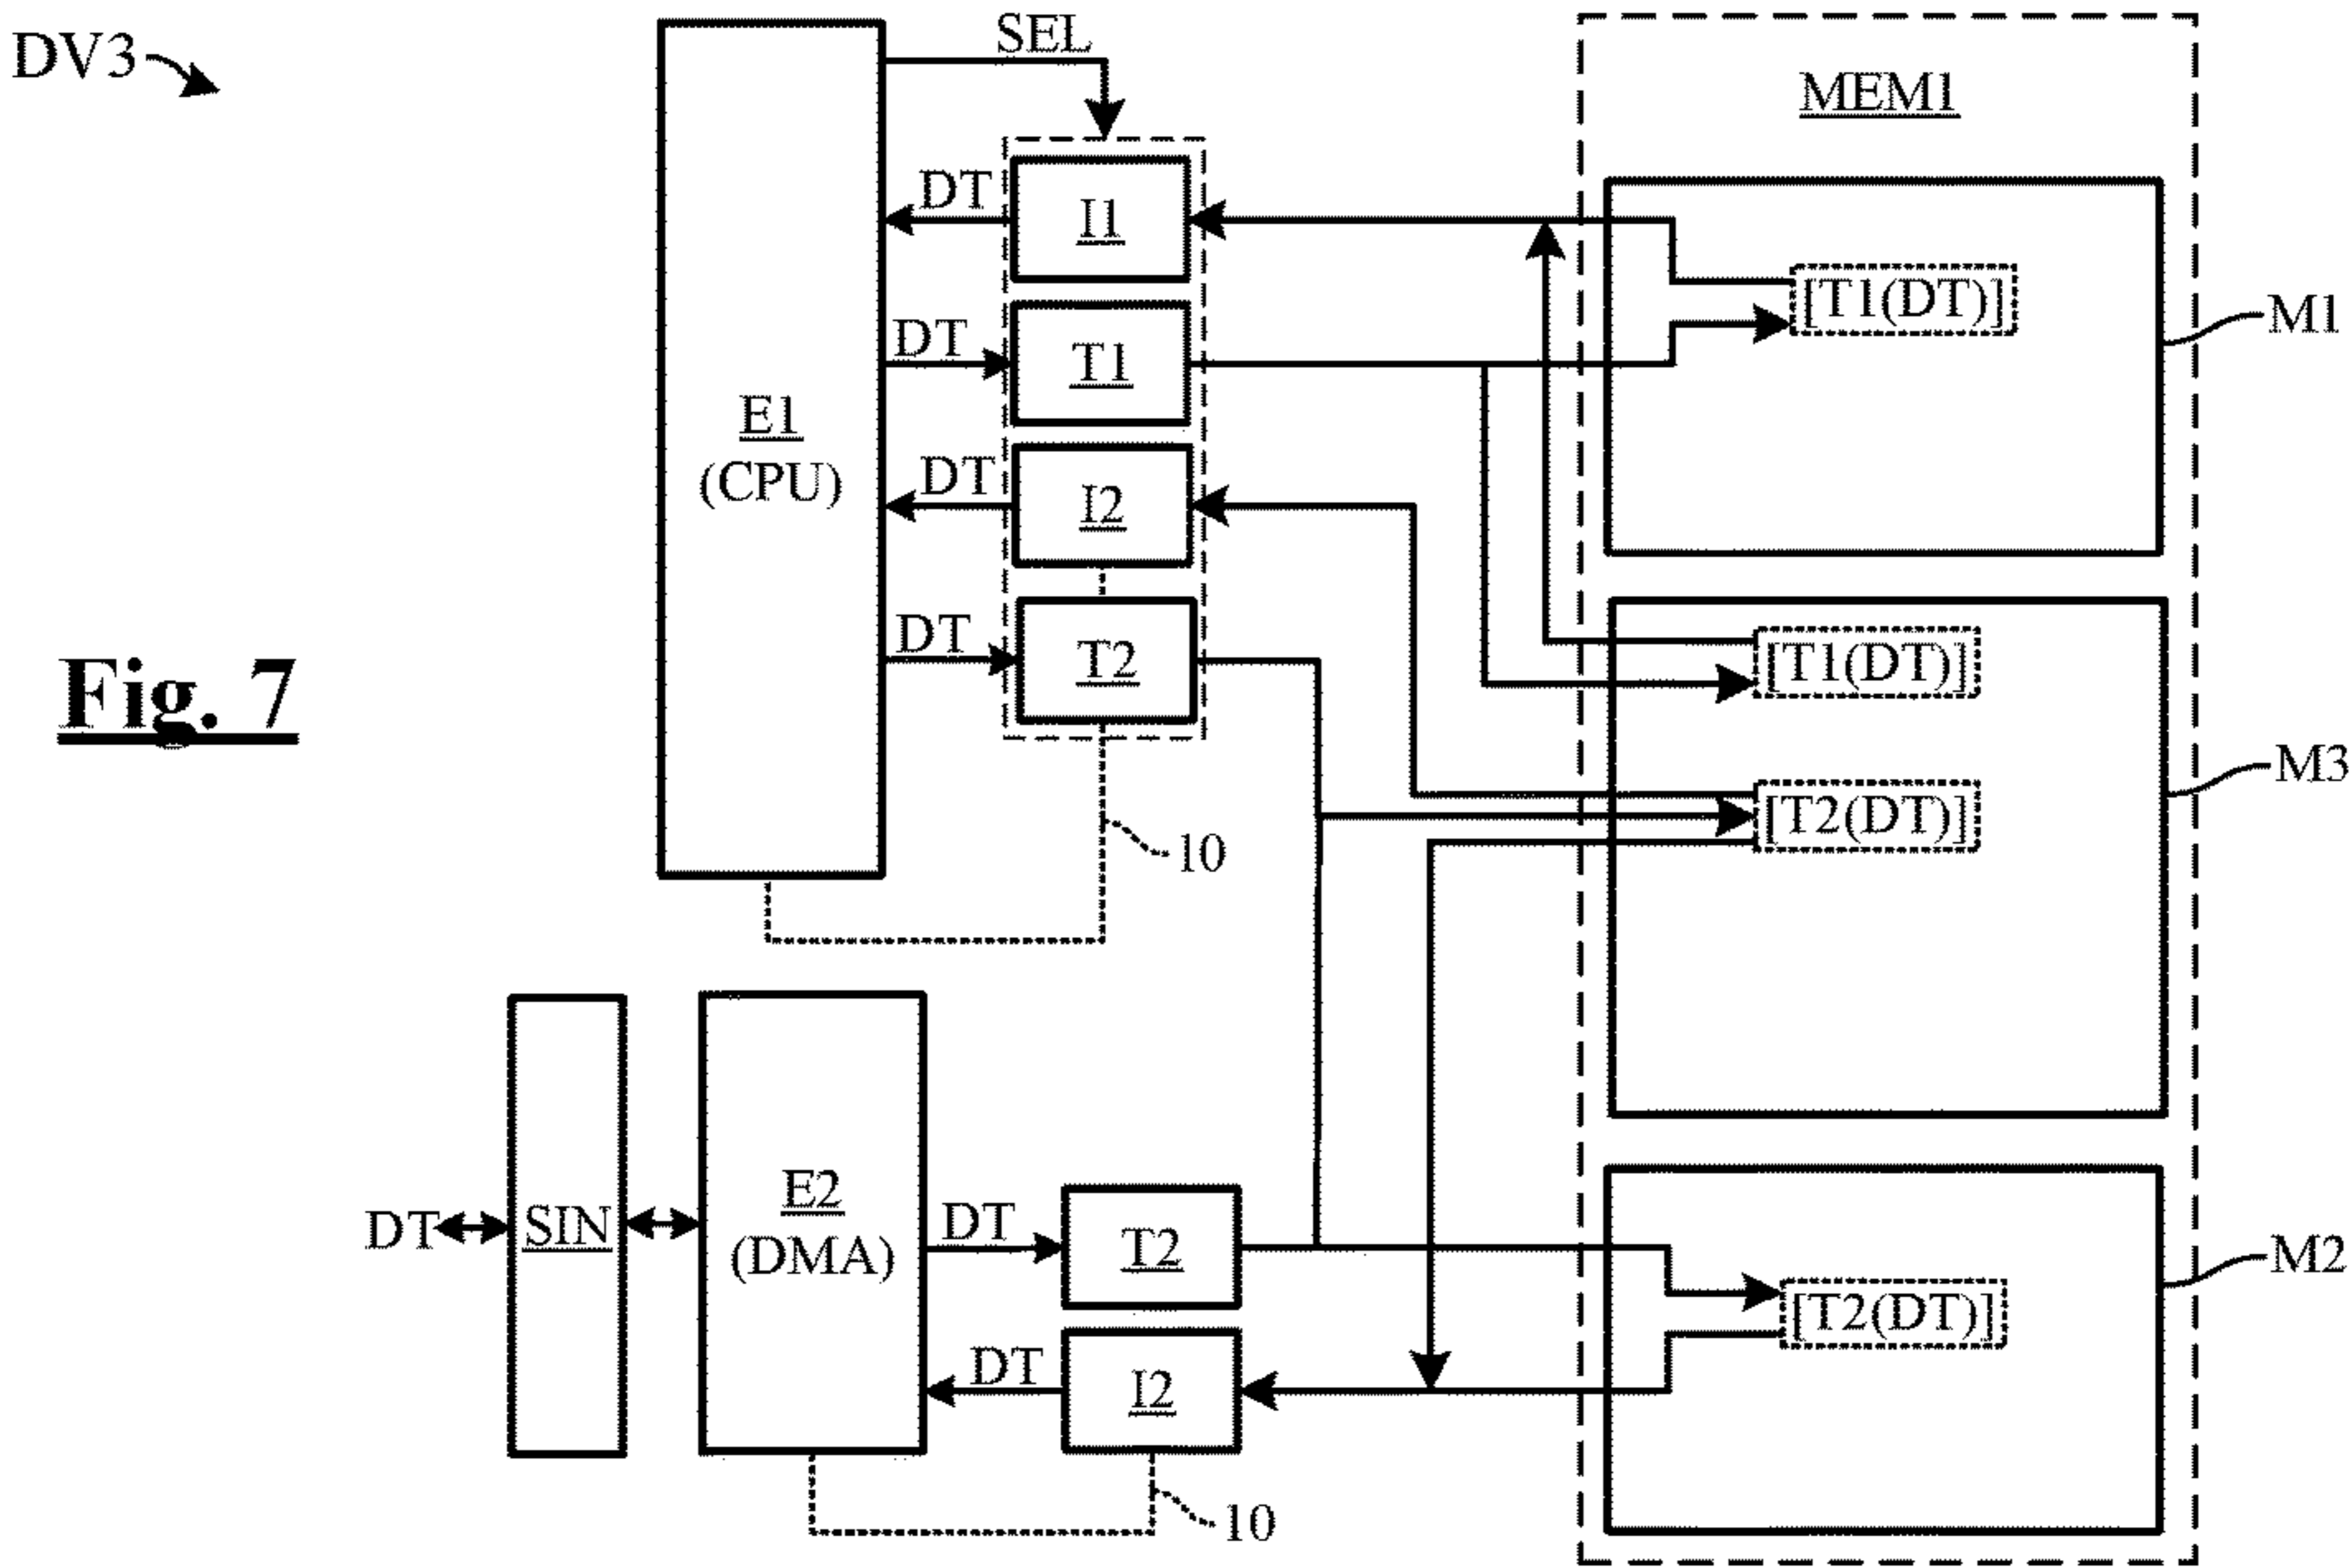 DV3
SEL
MEM1
DT
I1
[T1(DT)]
M1
DT
T1
E1
(CPU)
DT
I2
DT
T2
[T1(DT)]
Fig. 7
M3
[T2(DT)]
10
DT
SIN
E2
(DMA)
DT
T2
M2
[T2(DT)]
DT
I2
10